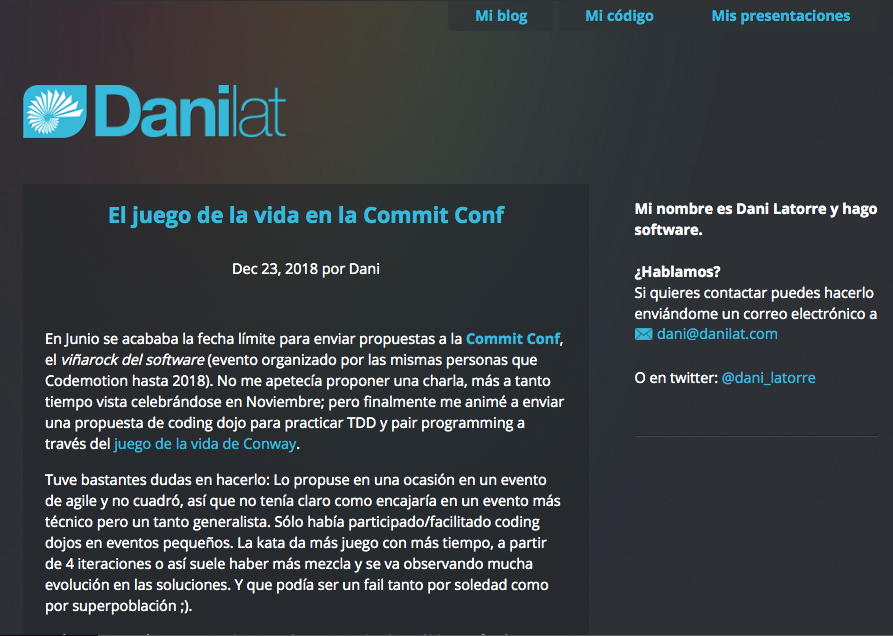 Mi blog
Mi código
Mis presentaciones
Danilat
El juego de la vida en la Commit Conf
Dec 23, 2018 por Dani
En Junio se acababa la fecha límite para enviar propuestas a la Commit Conf,
el viñarock del software (evento organizado por las mismas personas que
Codemotion hasta 2018). No me apetecía proponer una charla, más a tanto
tiempo vista celebrándose en Noviembre; pero finalmente me animé a enviar
una propuesta de coding dojo para practicar TDD y pair programming a
través del juego de la vida de Conway.
Tuve bastantes dudas en hacerlo: Lo propuse en una ocasión en un evento
de agile y no cuadró, así que no tenía claro como encajaría en un evento más
técnico pero un tanto generalista. Sólo había participado/facilitado coding
dojos en eventos pequeños. La kata da más juego con más tiempo, a partir
de 4 iteraciones o así suele haber más mezcla y se va observando mucha
evolución en las soluciones. Y que podía ser un fail tanto por soledad como
por superpoblación ;).
Mi nombre es Dani Latorre y hago
software.
¿Hablamos?
Si quieres contactar puedes hacerlo
enviándome un correo electrónico a
dani@danilat.com
O en twitter: @dani_latorre